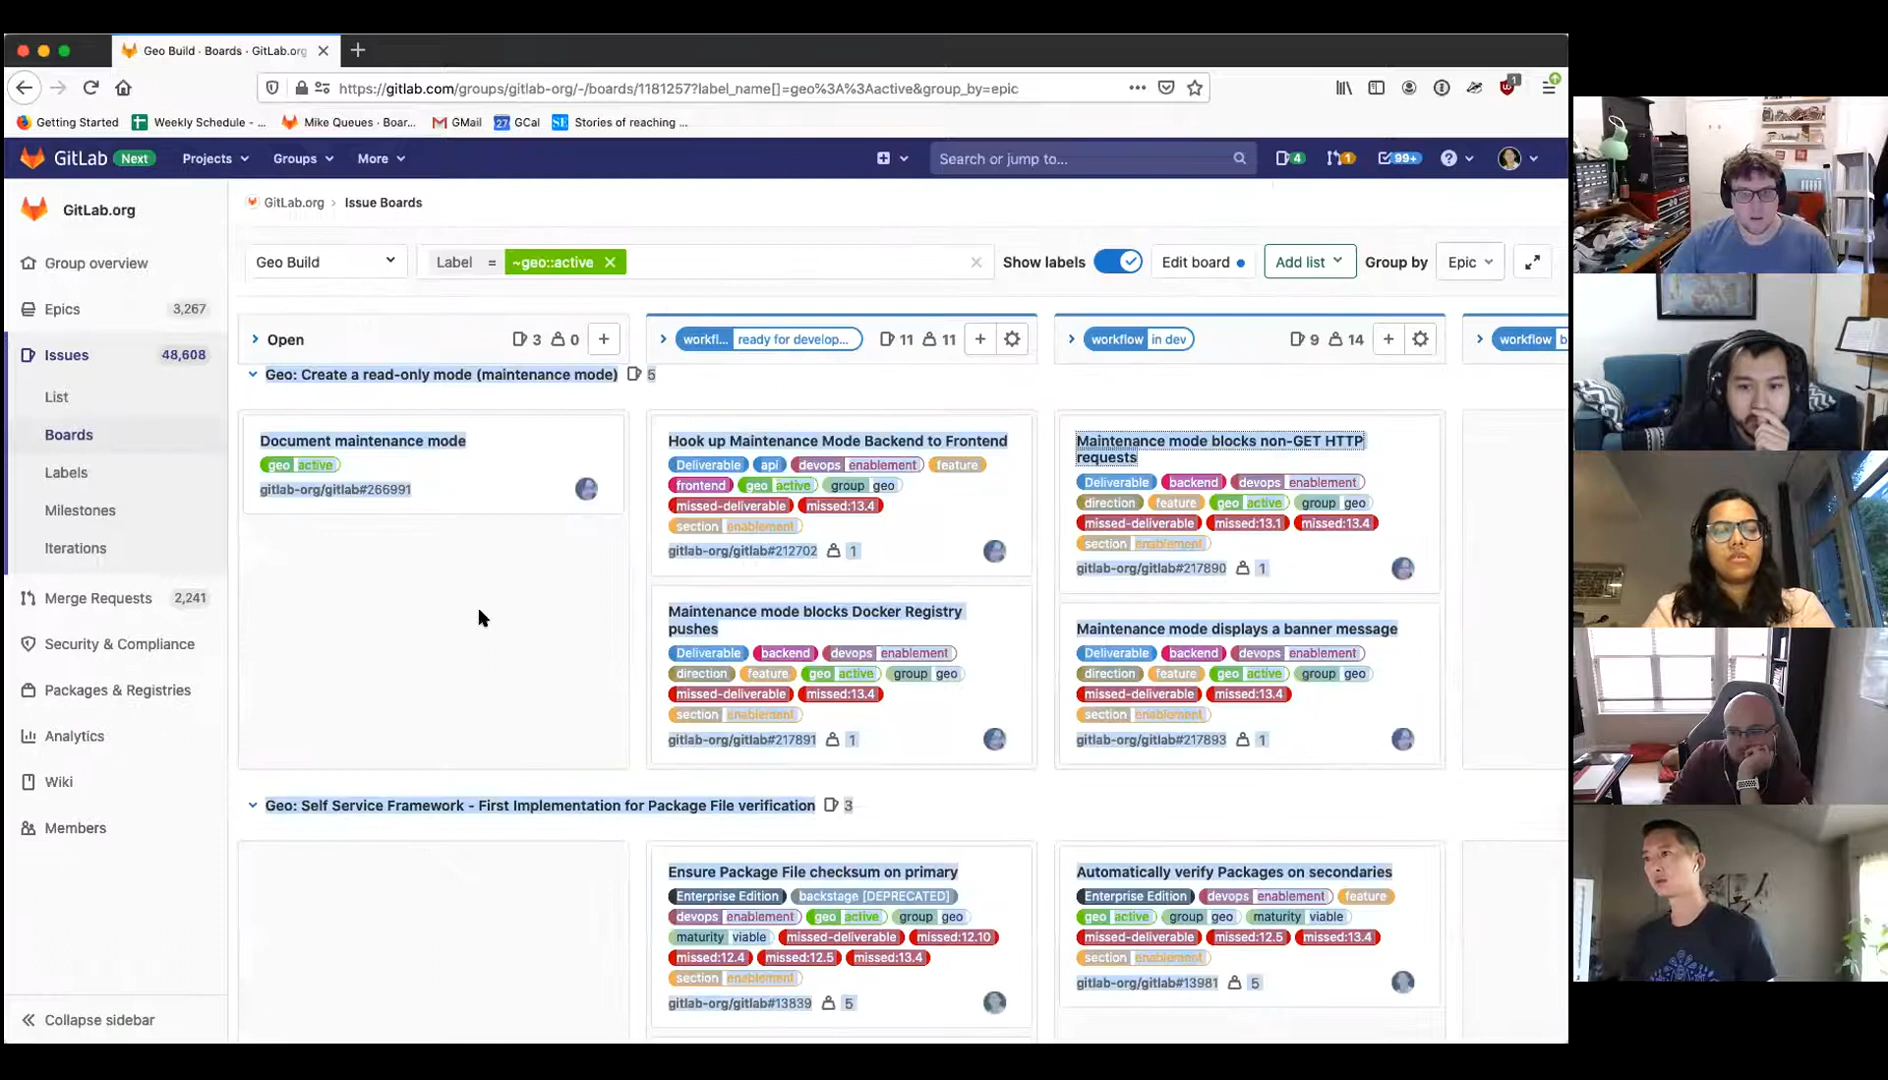 Geo Build · Boards · GitLab.org
https://gitlab.com/groups/gitlab-org/-/boards/1181257?label_name[]=geo%3A%3Aactive&group_by=epic
1
Getting Started
Weekly Schedule - ...
Mike Queues · Boar...
GMail
27 GCal
SE Stories of reaching ...
GitLab Next
Projects
Groups
More
Search or jump to...
4
1
99+
GitLab.org
Group overview
Epics 3,267
Issues 48,608
List
Boards
Labels
Milestones
Iterations
Merge Requests 2,241
Security & Compliance
Packages & Registries
Analytics
Wiki
Members
Collapse sidebar
GitLab.org › Issue Boards
Geo Build
Label = ~geo::active
Show labels
Edit board
Add list
Group by
Epic
Open 3 0
workfl... ready for develop... 11 11
workflow in dev 9 14
workflow b
Geo: Create a read-only mode (maintenance mode) 5
Document maintenance mode
geo active
gitlab-org/gitlab#266991
Hook up Maintenance Mode Backend to Frontend
Deliverable api devops enablement feature
frontend geo active group geo
missed-deliverable missed:13.4
section enablement
gitlab-org/gitlab#212702 1
Maintenance mode blocks Docker Registry
pushes
Deliverable backend devops enablement
direction feature geo active group geo
missed-deliverable missed:13.4
section enablement
gitlab-org/gitlab#217891 1
Maintenance mode blocks non-GET HTTP
requests
Deliverable backend devops enablement
direction feature geo active group geo
missed-deliverable missed:13.1 missed:13.4
section enablement
gitlab-org/gitlab#217890 1
Maintenance mode displays a banner message
Deliverable backend devops enablement
direction feature geo active group geo
missed-deliverable missed:13.4
section enablement
gitlab-org/gitlab#217893 1
Geo: Self Service Framework - First Implementation for Package File verification 3
Ensure Package File checksum on primary
Enterprise Edition backstage [DEPRECATED]
devops enablement geo active group geo
maturity viable missed-deliverable missed:12.10
missed:12.4 missed:12.5 missed:13.4
section enablement
gitlab-org/gitlab#13839 5
Automatically verify Packages on secondaries
Enterprise Edition devops enablement feature
geo active group geo maturity viable
missed-deliverable missed:12.5 missed:13.4
section enablement
gitlab-org/gitlab#13981 5